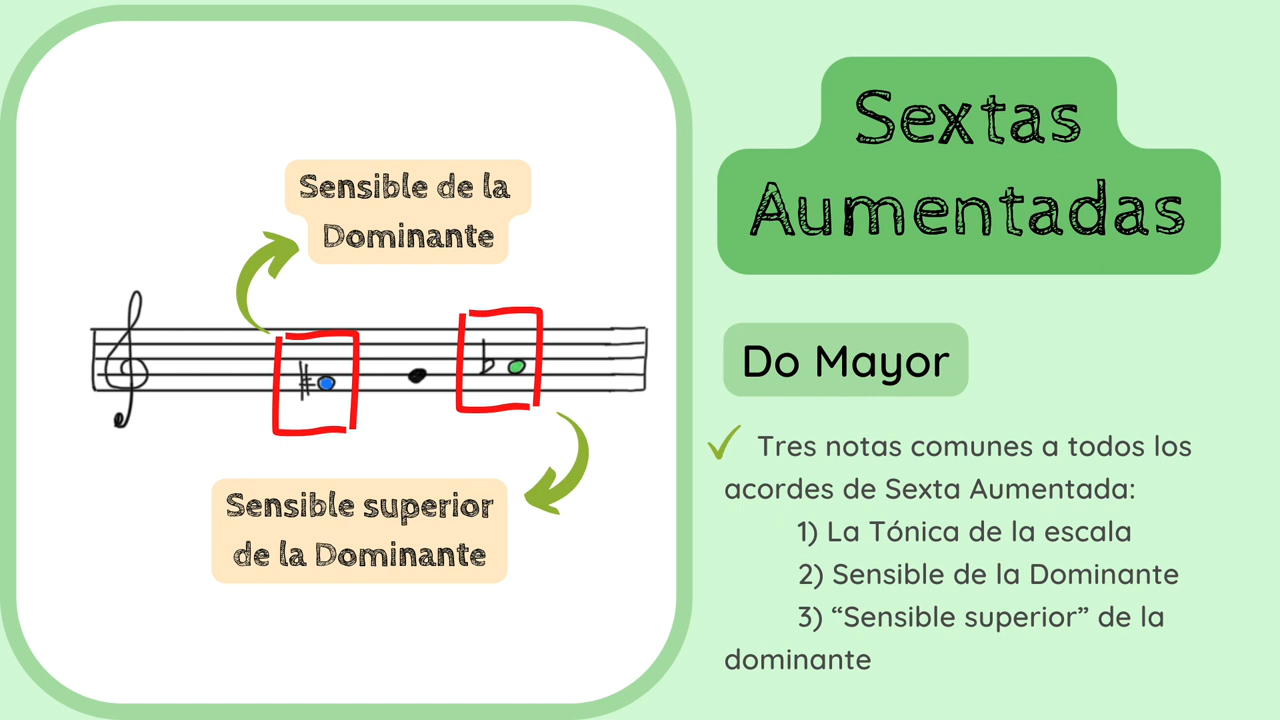 Sextas
Aumentadas
Sensible de la
Dominante
Sensible superior
de la Dominante
Do Mayor
Tres notas comunes a todos los
acordes de Sexta Aumentada:
1) La Tónica de la escala
2) Sensible de la Dominante
3) “Sensible superior” de la
dominante